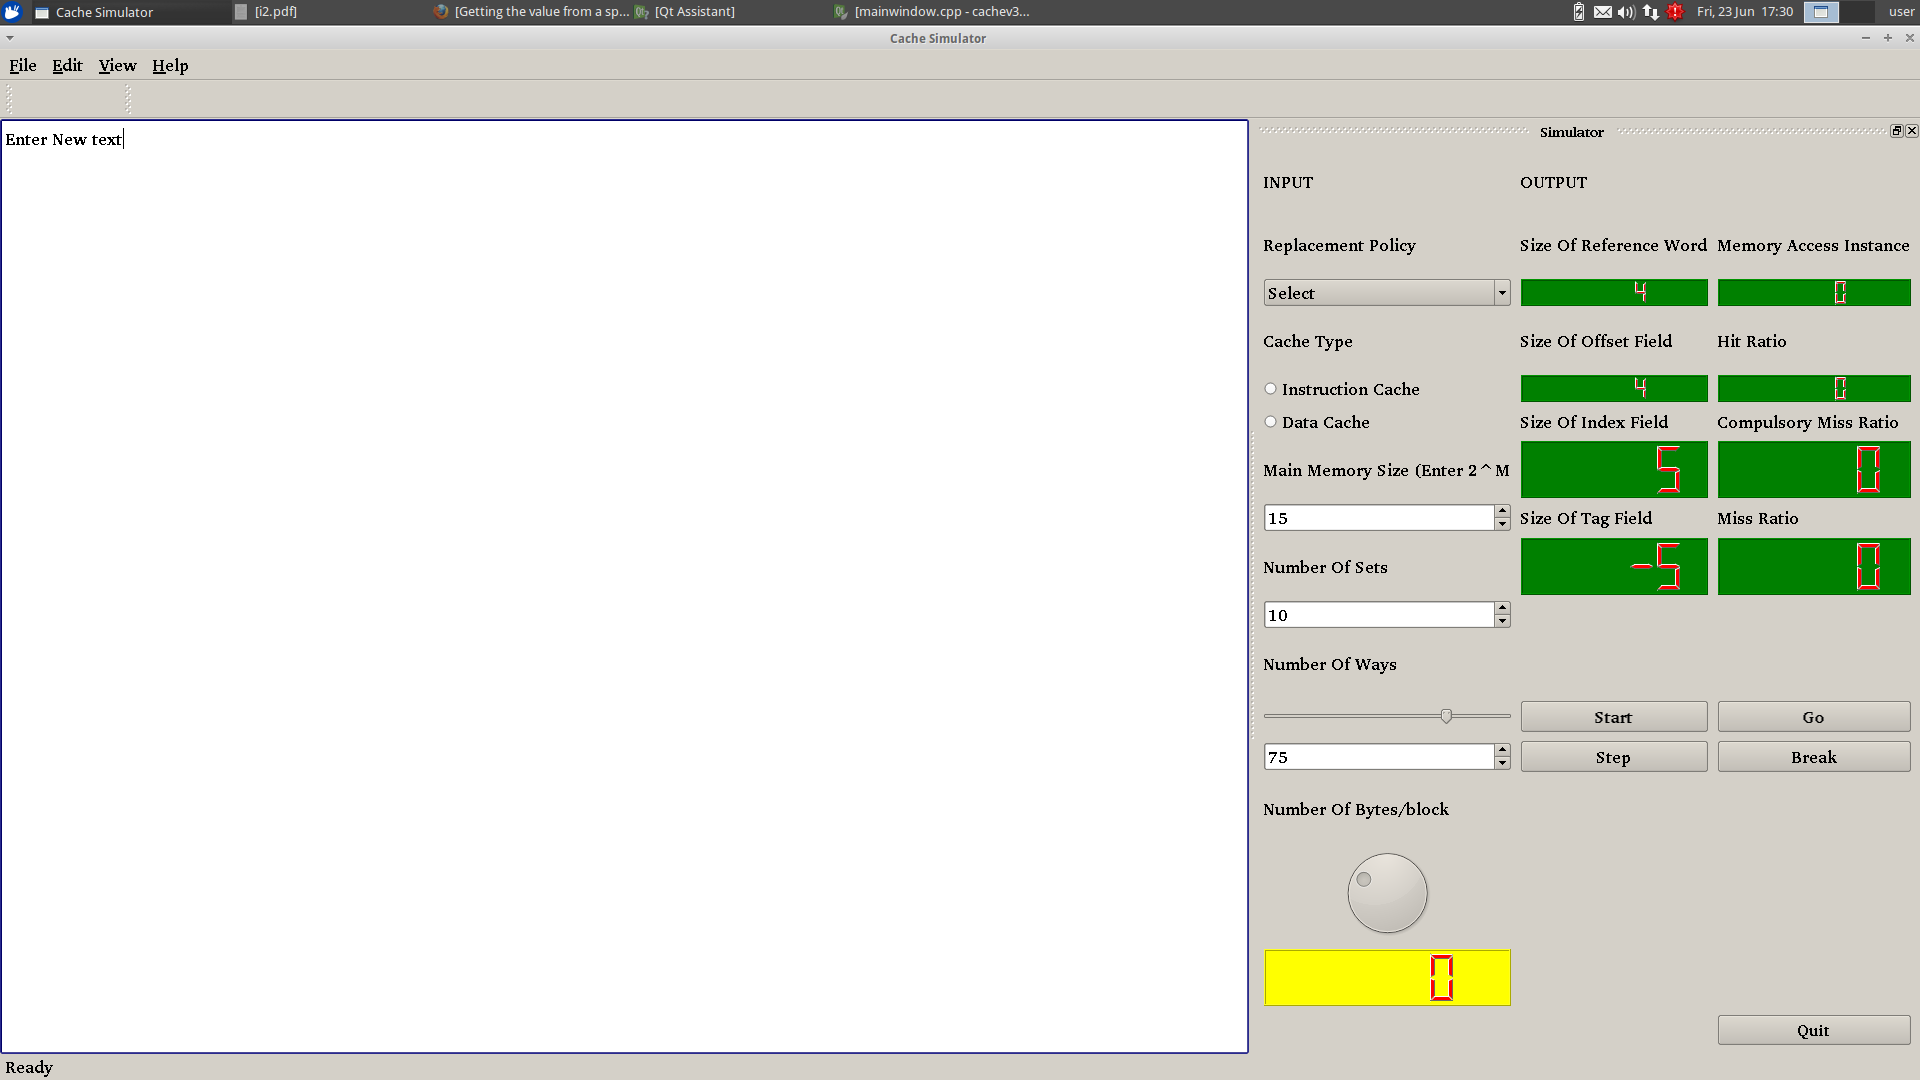 Cache Simulator [i2.pdf] [Getting the value from a sp... [Qt Assistant] [mainwindow.cpp - cachev3... Fri, 23 Jun 17:30 user
Cache Simulator
File Edit View Help
Enter New text
Simulator
INPUT OUTPUT
Replacement Policy Size Of Reference Word Memory Access Instance
Select 4 0
Cache Type Size Of Offset Field Hit Ratio
Instruction Cache 4 0
Data Cache Size Of Index Field Compulsory Miss Ratio
Main Memory Size (Enter 2^M 5 0
15 Size Of Tag Field Miss Ratio
Number Of Sets -5 0
10
Number Of Ways
Start Go
75 Step Break
Number Of Bytes/block
0
Quit
Ready